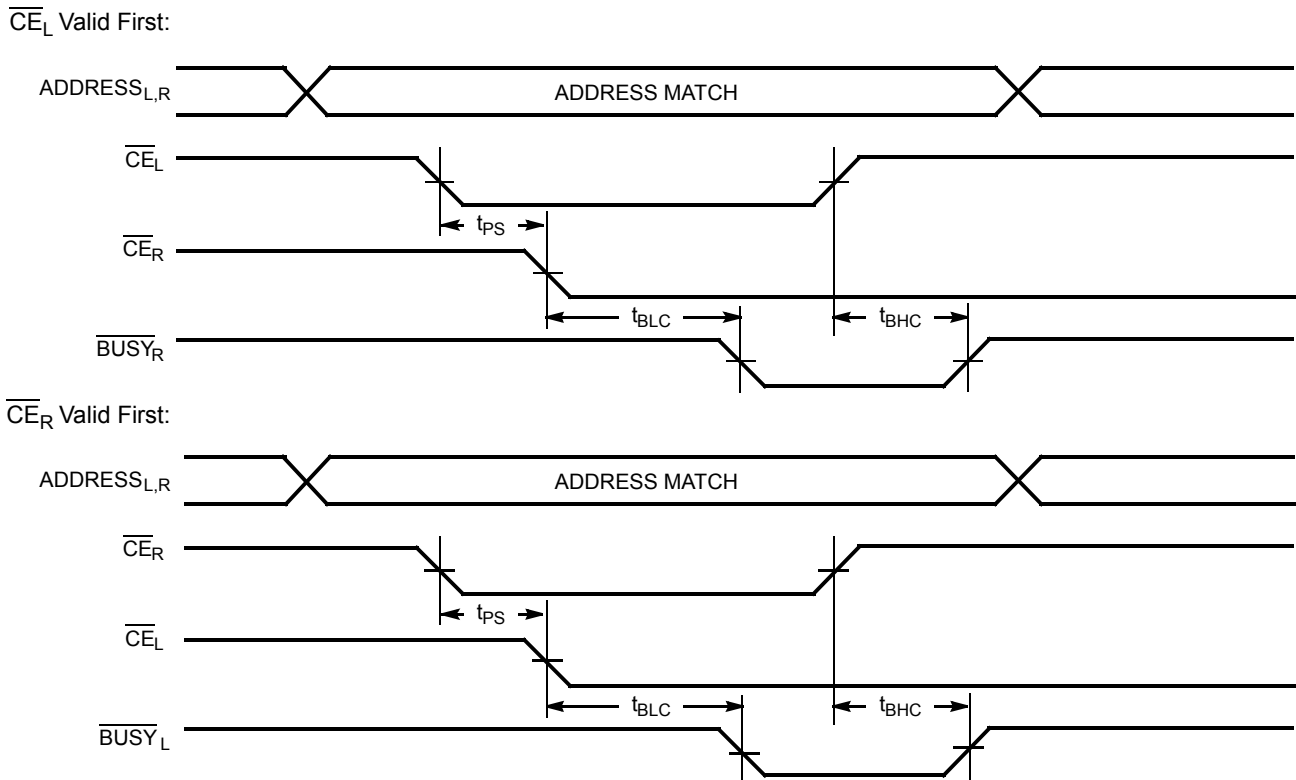 CE_L Valid First:
ADDRESS_L,R
ADDRESS MATCH
CE_L
t_PS
CE_R
t_BLC
t_BHC
BUSY_R
CE_R Valid First:
ADDRESS_L,R
ADDRESS MATCH
CE_R
t_PS
CE_L
t_BLC
t_BHC
BUSY_L